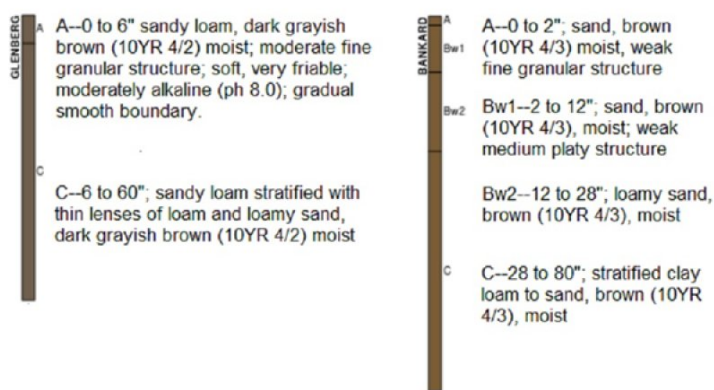 GLENBERG
A
A--0 to 6" sandy loam, dark grayish
brown (10YR 4/2) moist; moderate fine
granular structure; soft, very friable;
moderately alkaline (ph 8.0); gradual
smooth boundary.
C
C--6 to 60"; sandy loam stratified with
thin lenses of loam and loamy sand,
dark grayish brown (10YR 4/2) moist
BANKARD
A
A--0 to 2"; sand, brown
(10YR 4/3) moist, weak
fine granular structure
Bw1
Bw1--2 to 12"; sand, brown
(10YR 4/3), moist; weak
medium platy structure
Bw2
Bw2--12 to 28"; loamy sand,
brown (10YR 4/3), moist
C
C--28 to 80"; stratified clay
loam to sand, brown (10YR
4/3), moist